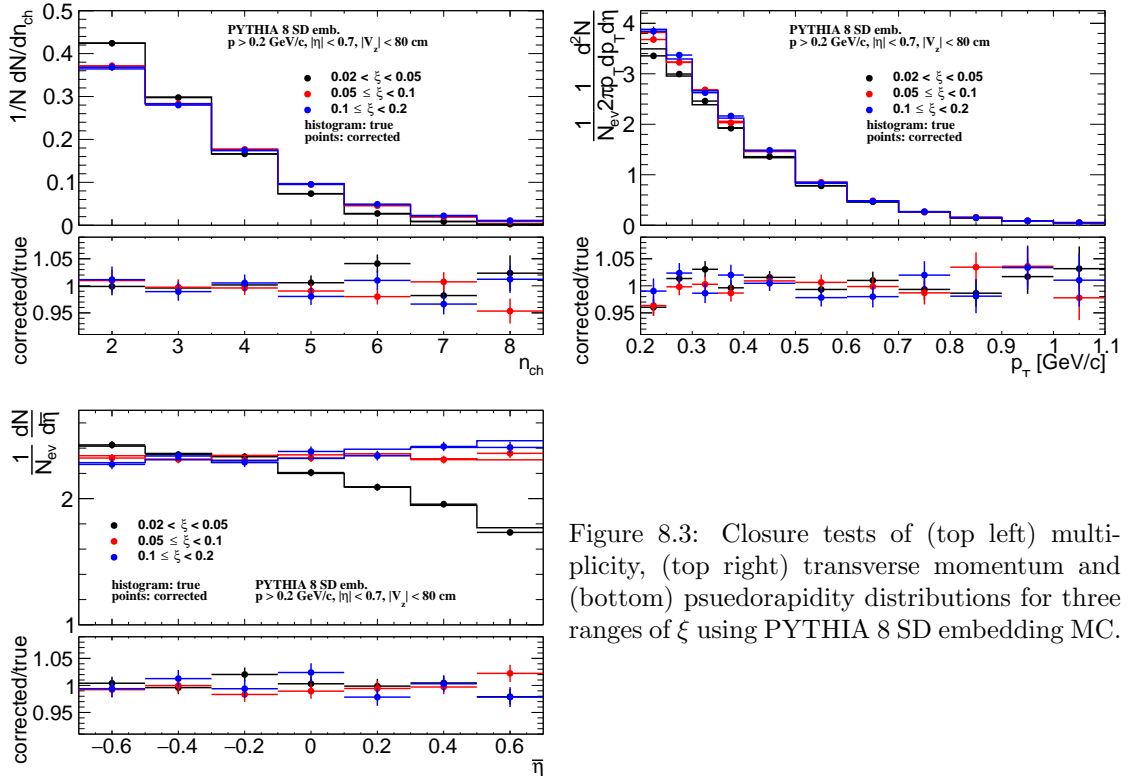 1/N dN/dn_ch
PYTHIA 8 SD emb.
p > 0.2 GeV/c, |η| < 0.7, |V_z| < 80 cm
0.02 < ξ < 0.05
0.05 ≤ ξ < 0.1
0.1 ≤ ξ < 0.2
histogram: true
points: corrected
0.4
0.3
0.2
0.1
0
corrected/true
1.05
1
0.95
2 3 4 5 6 7 8
n_ch
1/N_ev 1/2πp_T d²N/dp_T dη
PYTHIA 8 SD emb.
p > 0.2 GeV/c, |η| < 0.7, |V_z| < 80 cm
0.02 < ξ < 0.05
0.05 ≤ ξ < 0.1
0.1 ≤ ξ < 0.2
histogram: true
points: corrected
4
3
2
1
0
corrected/true
1.05
1
0.95
0.2 0.3 0.4 0.5 0.6 0.7 0.8 0.9 1 1.1
p_T [GeV/c]
1/N_ev dN/dη̅
2
0.02 < ξ < 0.05
0.05 ≤ ξ < 0.1
0.1 ≤ ξ < 0.2
histogram: true PYTHIA 8 SD emb.
points: corrected p > 0.2 GeV/c, |η| < 0.7, |V_z| < 80 cm
1
corrected/true
1.05
1
0.95
−0.6 −0.4 −0.2 0 0.2 0.4 0.6
η̅
Figure 8.3: Closure tests of (top left) multi-
plicity, (top right) transverse momentum and
(bottom) psuedorapidity distributions for three
ranges of ξ using PYTHIA 8 SD embedding MC.